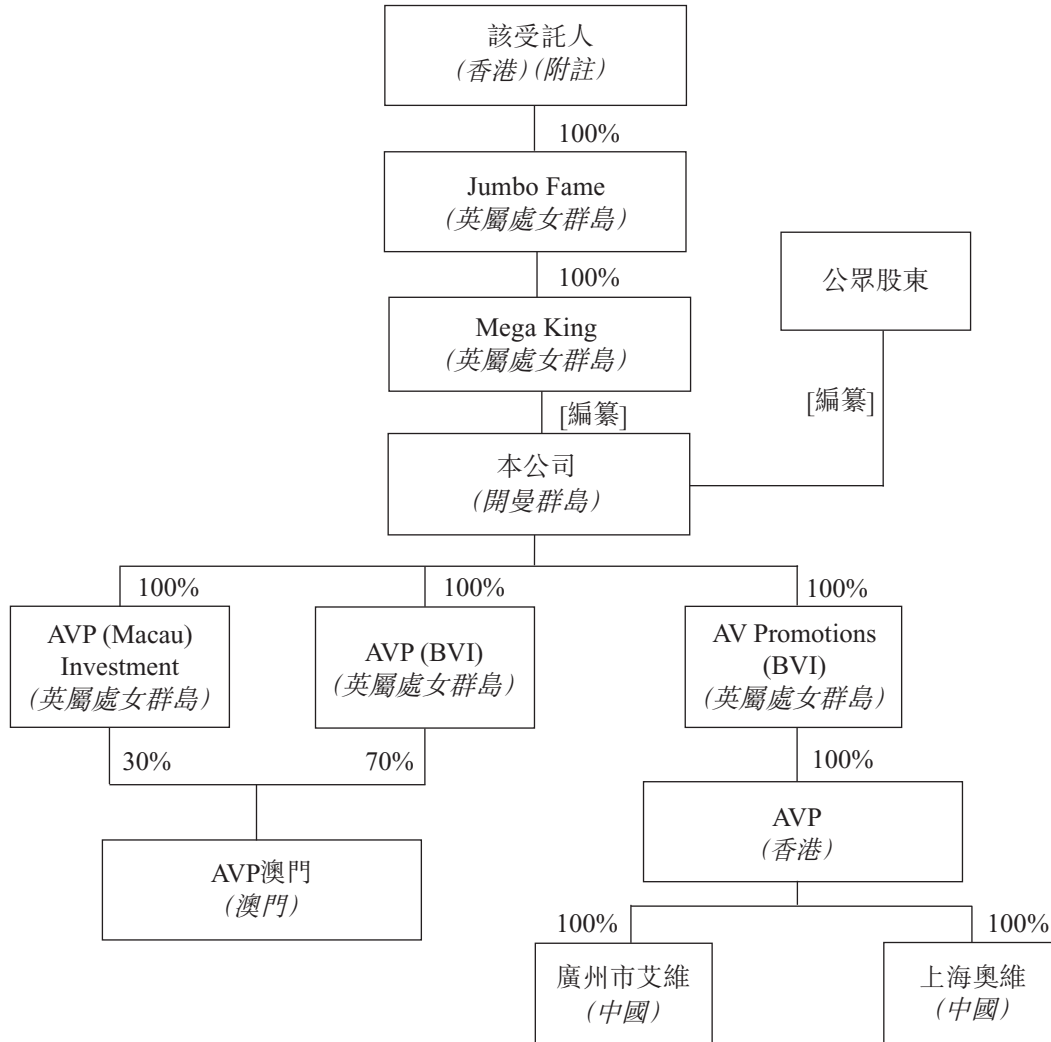 該受託人
(香港)(附註)
100%
Jumbo Fame
(英屬處女群島)
100%
公眾股東
Mega King
(英屬處女群島)
[編纂]
[編纂]
本公司
(開曼群島)
100%
100%
100%
AVP (Macau)
Investment
(英屬處女群島)
AVP (BVI)
(英屬處女群島)
AV Promotions
(BVI)
(英屬處女群島)
30%
70%
100%
AVP
(香港)
AVP澳門
(澳門)
100%
100%
廣州市艾維
(中國)
上海奧維
(中國)